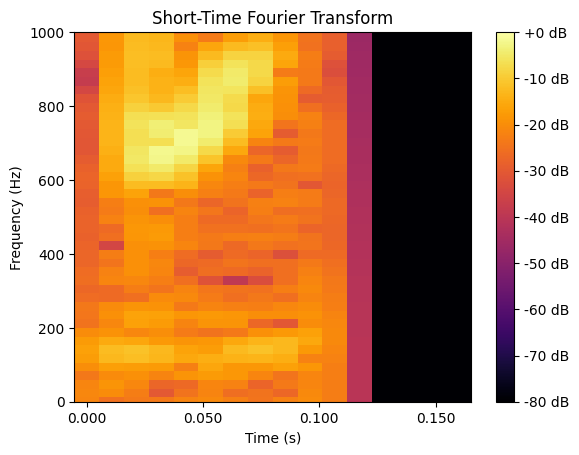 Short-Time Fourier Transform
1000
800
600
400
200
0
Frequency (Hz)
0.000
0.050
0.100
0.150
Time (s)
+0 dB
-10 dB
-20 dB
-30 dB
-40 dB
-50 dB
-60 dB
-70 dB
-80 dB